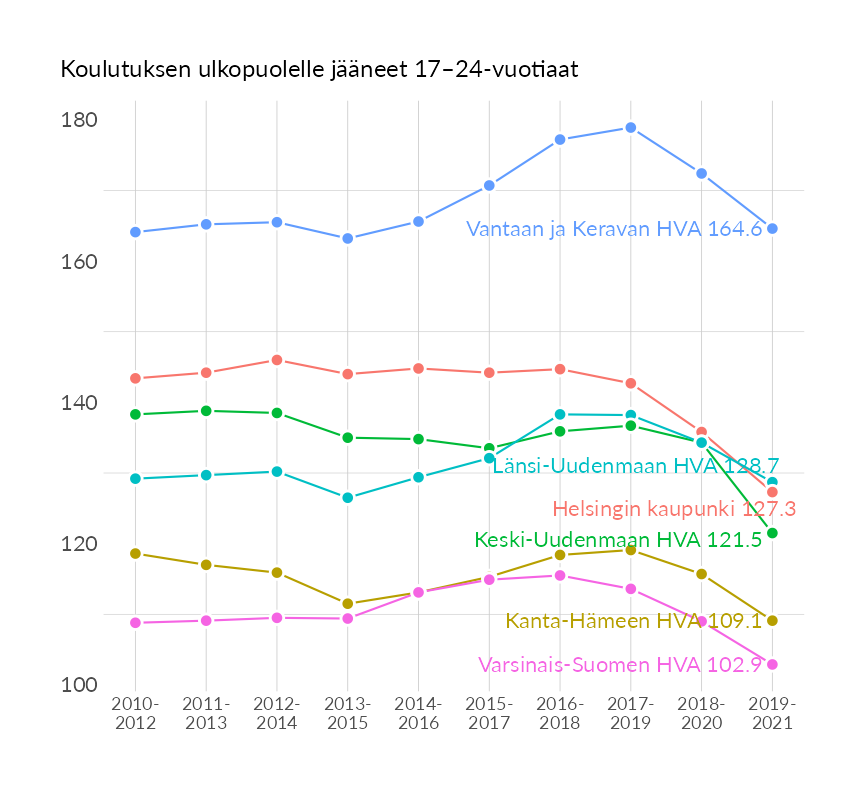 Koulutuksen ulkopuolelle jääneet 17–24-vuotiaat
180
160
140
120
100
Vantaan ja Keravan HVA 164.6
Länsi-Uudenmaan HVA 128.7
Helsingin kaupunki 127.3
Keski-Uudenmaan HVA 121.5
Kanta-Hämeen HVA 109.1
Varsinais-Suomen HVA 102.9
2010- 2011- 2012- 2013- 2014- 2015- 2016- 2017- 2018- 2019-
2012 2013 2014 2015 2016 2017 2018 2019 2020 2021